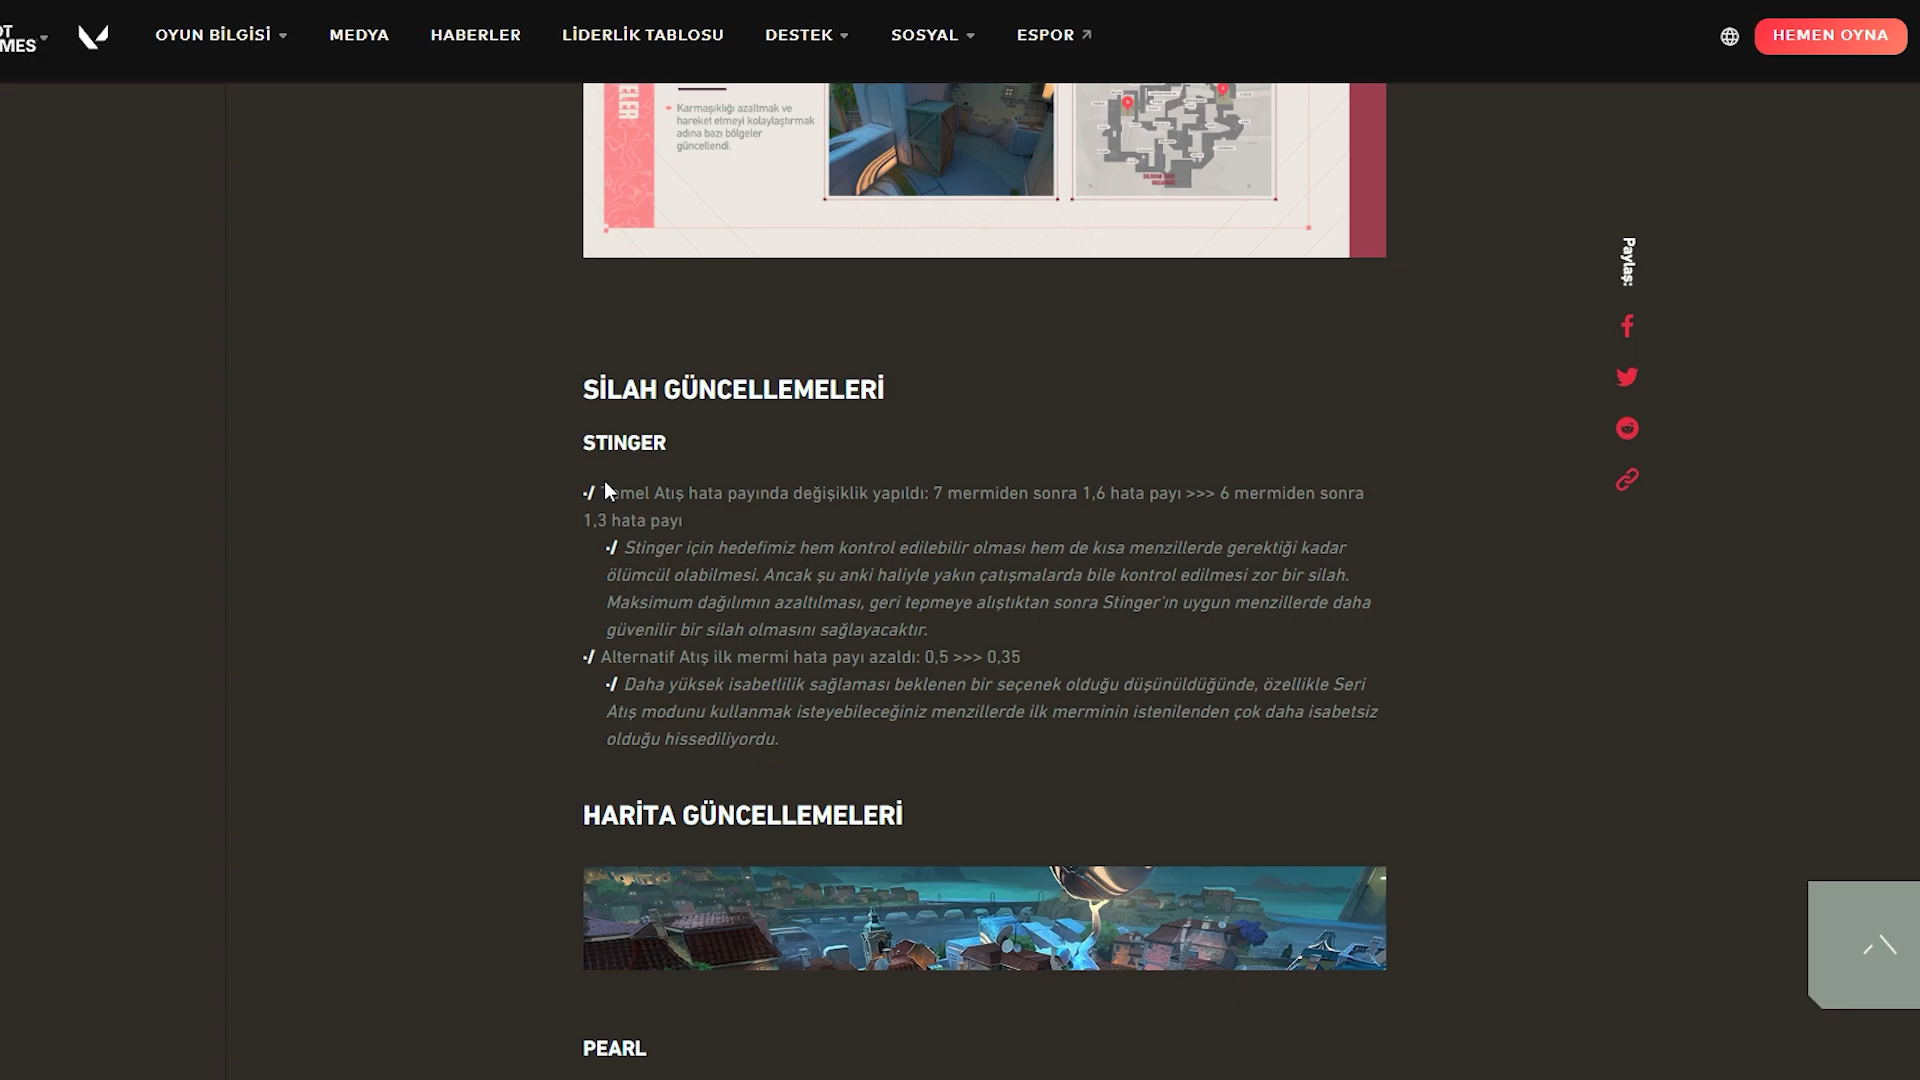 OYUN BİLGİSİ
MEDYA
HABERLER
LİDERLİK TABLOSU
DESTEK
SOSYAL
ESPOR
HEMEN OYNA
Karmaşıklığı azaltmak ve
hareket etmeyi kolaylaştırmak
adına bazı bölgeler
güncellendi.
Paylaş:
SİLAH GÜNCELLEMELERİ
STINGER
Temel Atış hata payında değişiklik yapıldı: 7 mermiden sonra 1,6 hata payı >>> 6 mermiden sonra
1,3 hata payı
Stinger için hedefimiz hem kontrol edilebilir olması hem de kısa menzillerde gerektiği kadar
ölümcül olabilmesi. Ancak şu anki haliyle yakın çatışmalarda bile kontrol edilmesi zor bir silah.
Maksimum dağılımın azaltılması, geri tepmeye alıştıktan sonra Stinger'ın uygun menzillerde daha
güvenilir bir silah olmasını sağlayacaktır.
Alternatif Atış ilk mermi hata payı azaldı: 0,5 >>> 0,35
Daha yüksek isabetlilik sağlaması beklenen bir seçenek olduğu düşünüldüğünde, özellikle Seri
Atış modunu kullanmak isteyebileceğiniz menzillerde ilk merminin istenilenden çok daha isabetsiz
olduğu hissediliyordu.
HARİTA GÜNCELLEMELERİ
PEARL